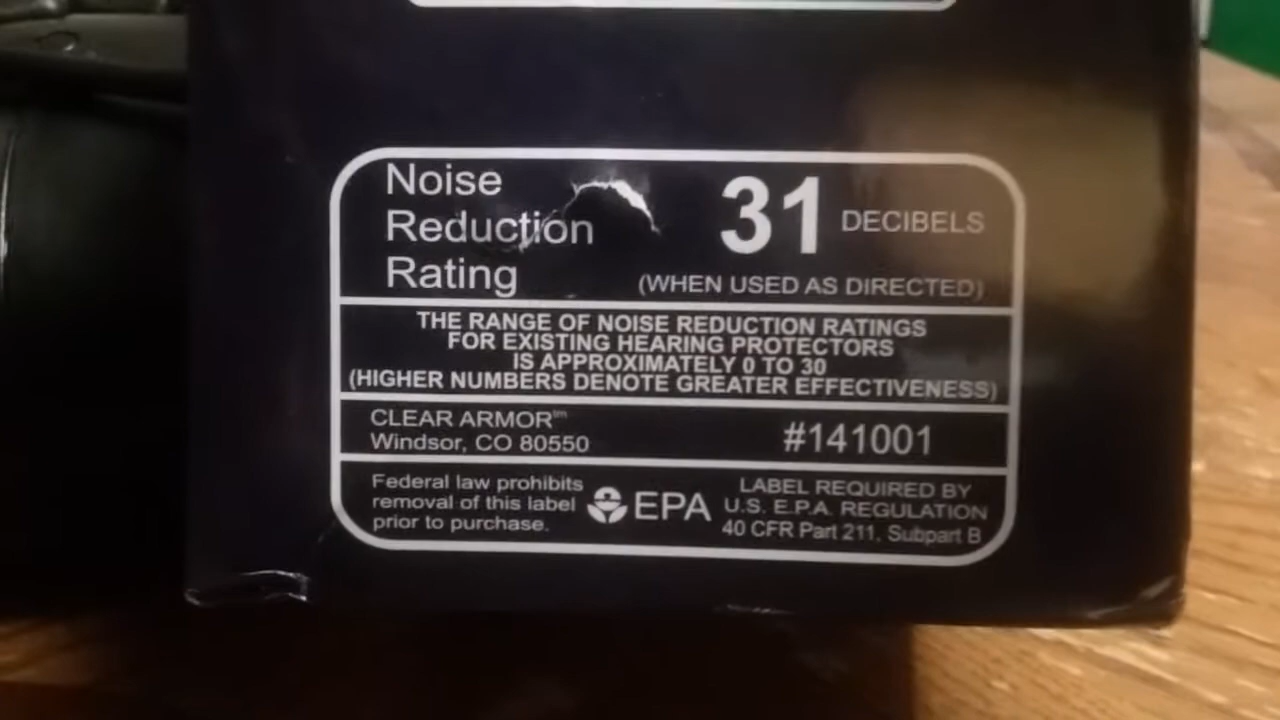 Noise
Reduction
Rating
31 DECIBELS
(WHEN USED AS DIRECTED)
THE RANGE OF NOISE REDUCTION RATINGS
FOR EXISTING HEARING PROTECTORS
IS APPROXIMATELY 0 TO 30
(HIGHER NUMBERS DENOTE GREATER EFFECTIVENESS)
CLEAR ARMOR™
Windsor, CO 80550
#141001
Federal law prohibits
removal of this label
prior to purchase.
EPA
LABEL REQUIRED BY
U.S. E.P.A. REGULATION
40 CFR Part 211, Subpart B